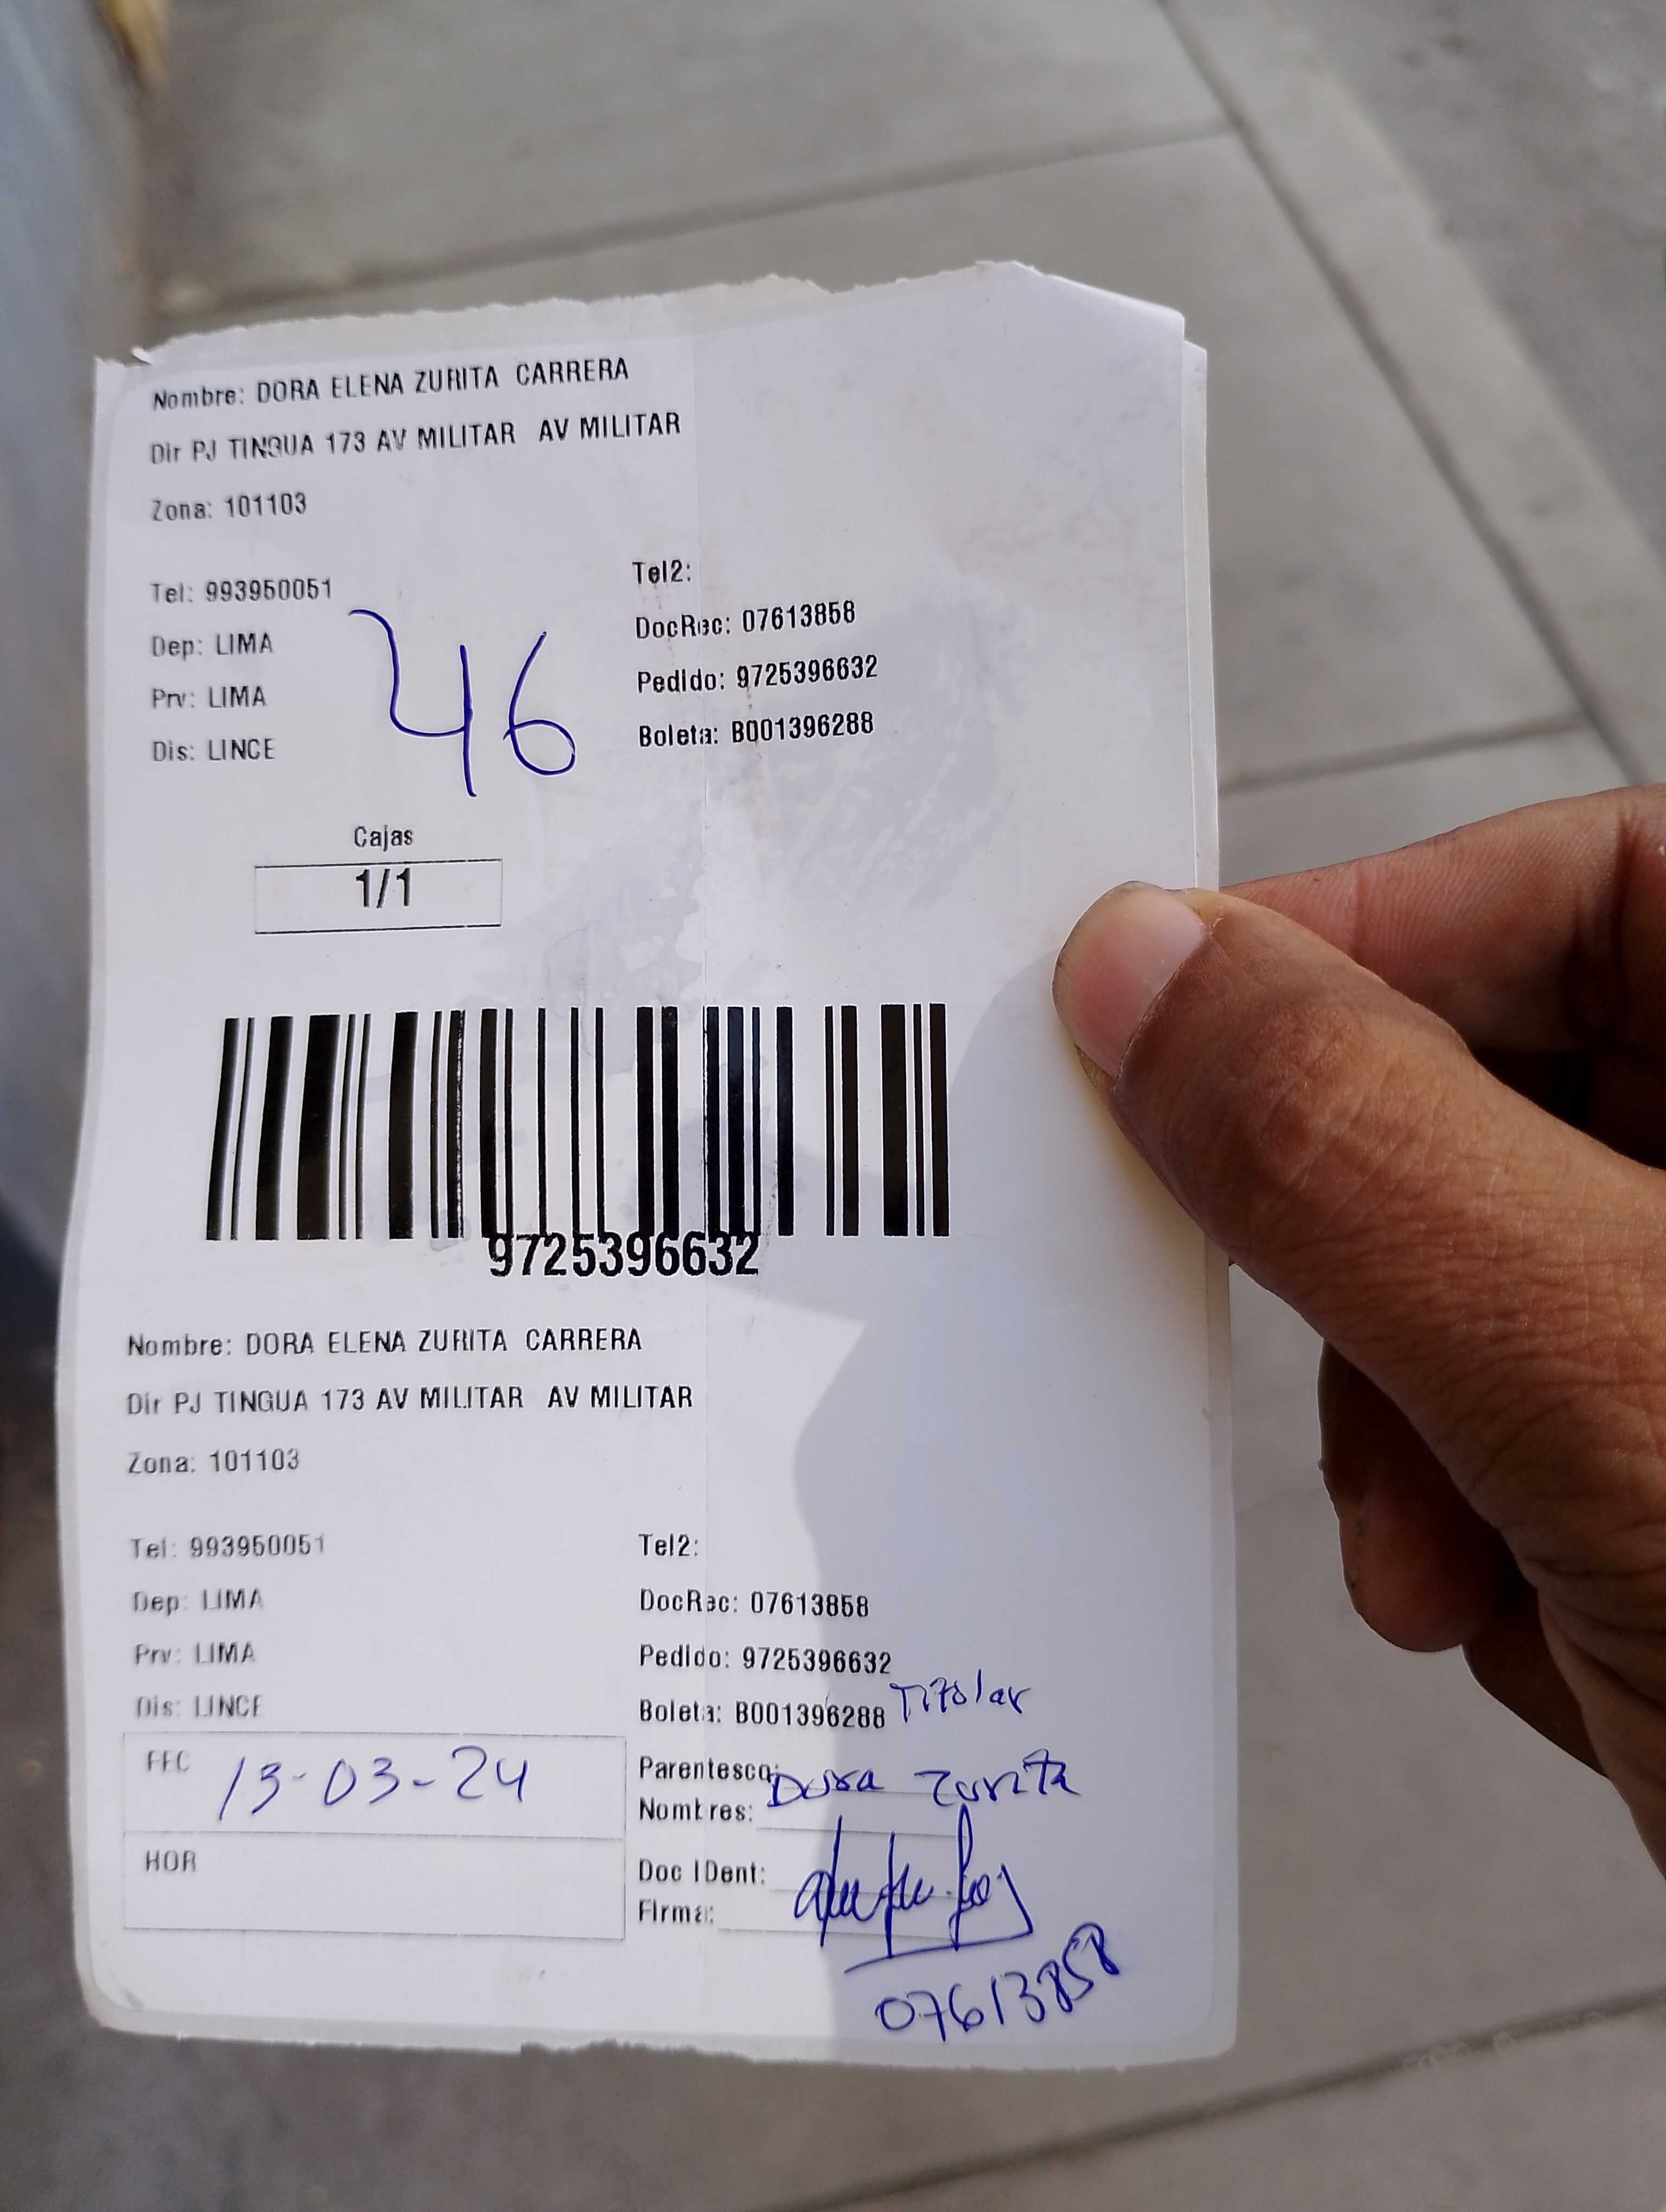 Nombre: DORA ELENA ZURITA CARRERA
Dir PJ TINGUA 173 AV MILITAR AV MILITAR
Zona: 101103
Tel: 993950051
Tel2:
DocRec: 07613858
Dep: LIMA
Pedido: 9725396632
Prv: LIMA
Boleta: B001396288
Dis: LINCE
46
Cajas
1/1
9725396632
Nombre: DORA ELENA ZURITA CARRERA
Dir PJ TINGUA 173 AV MILITAR AV MILITAR
Zona: 101103
Tel: 993950051
Tel2:
Dep: LIMA
DocRec: 07613858
Prv: LIMA
Pedido: 9725396632
Dis: LINCE
Boleta: B001396288 Titolar
FFC 13-03-24
Parentesco:
Nombres: Dora Zurita
HOR
Doc IDent:
Firma:
07613858